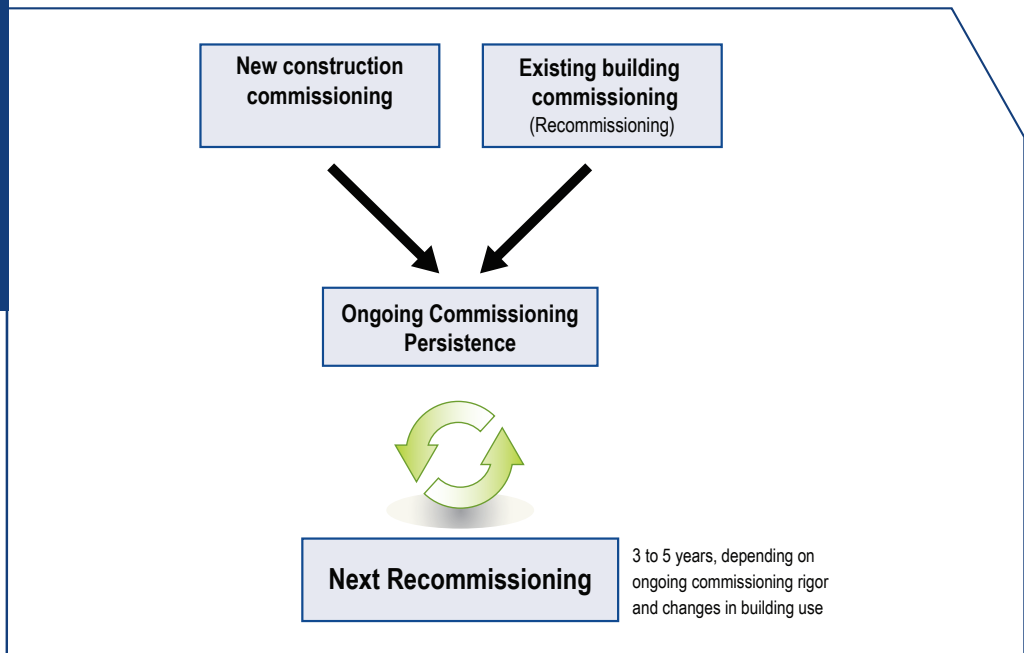 New construction
commissioning
Existing building
commissioning
(Recommissioning)
Ongoing Commissioning
Persistence
Next Recommissioning
3 to 5 years, depending on
ongoing commissioning rigor
and changes in building use